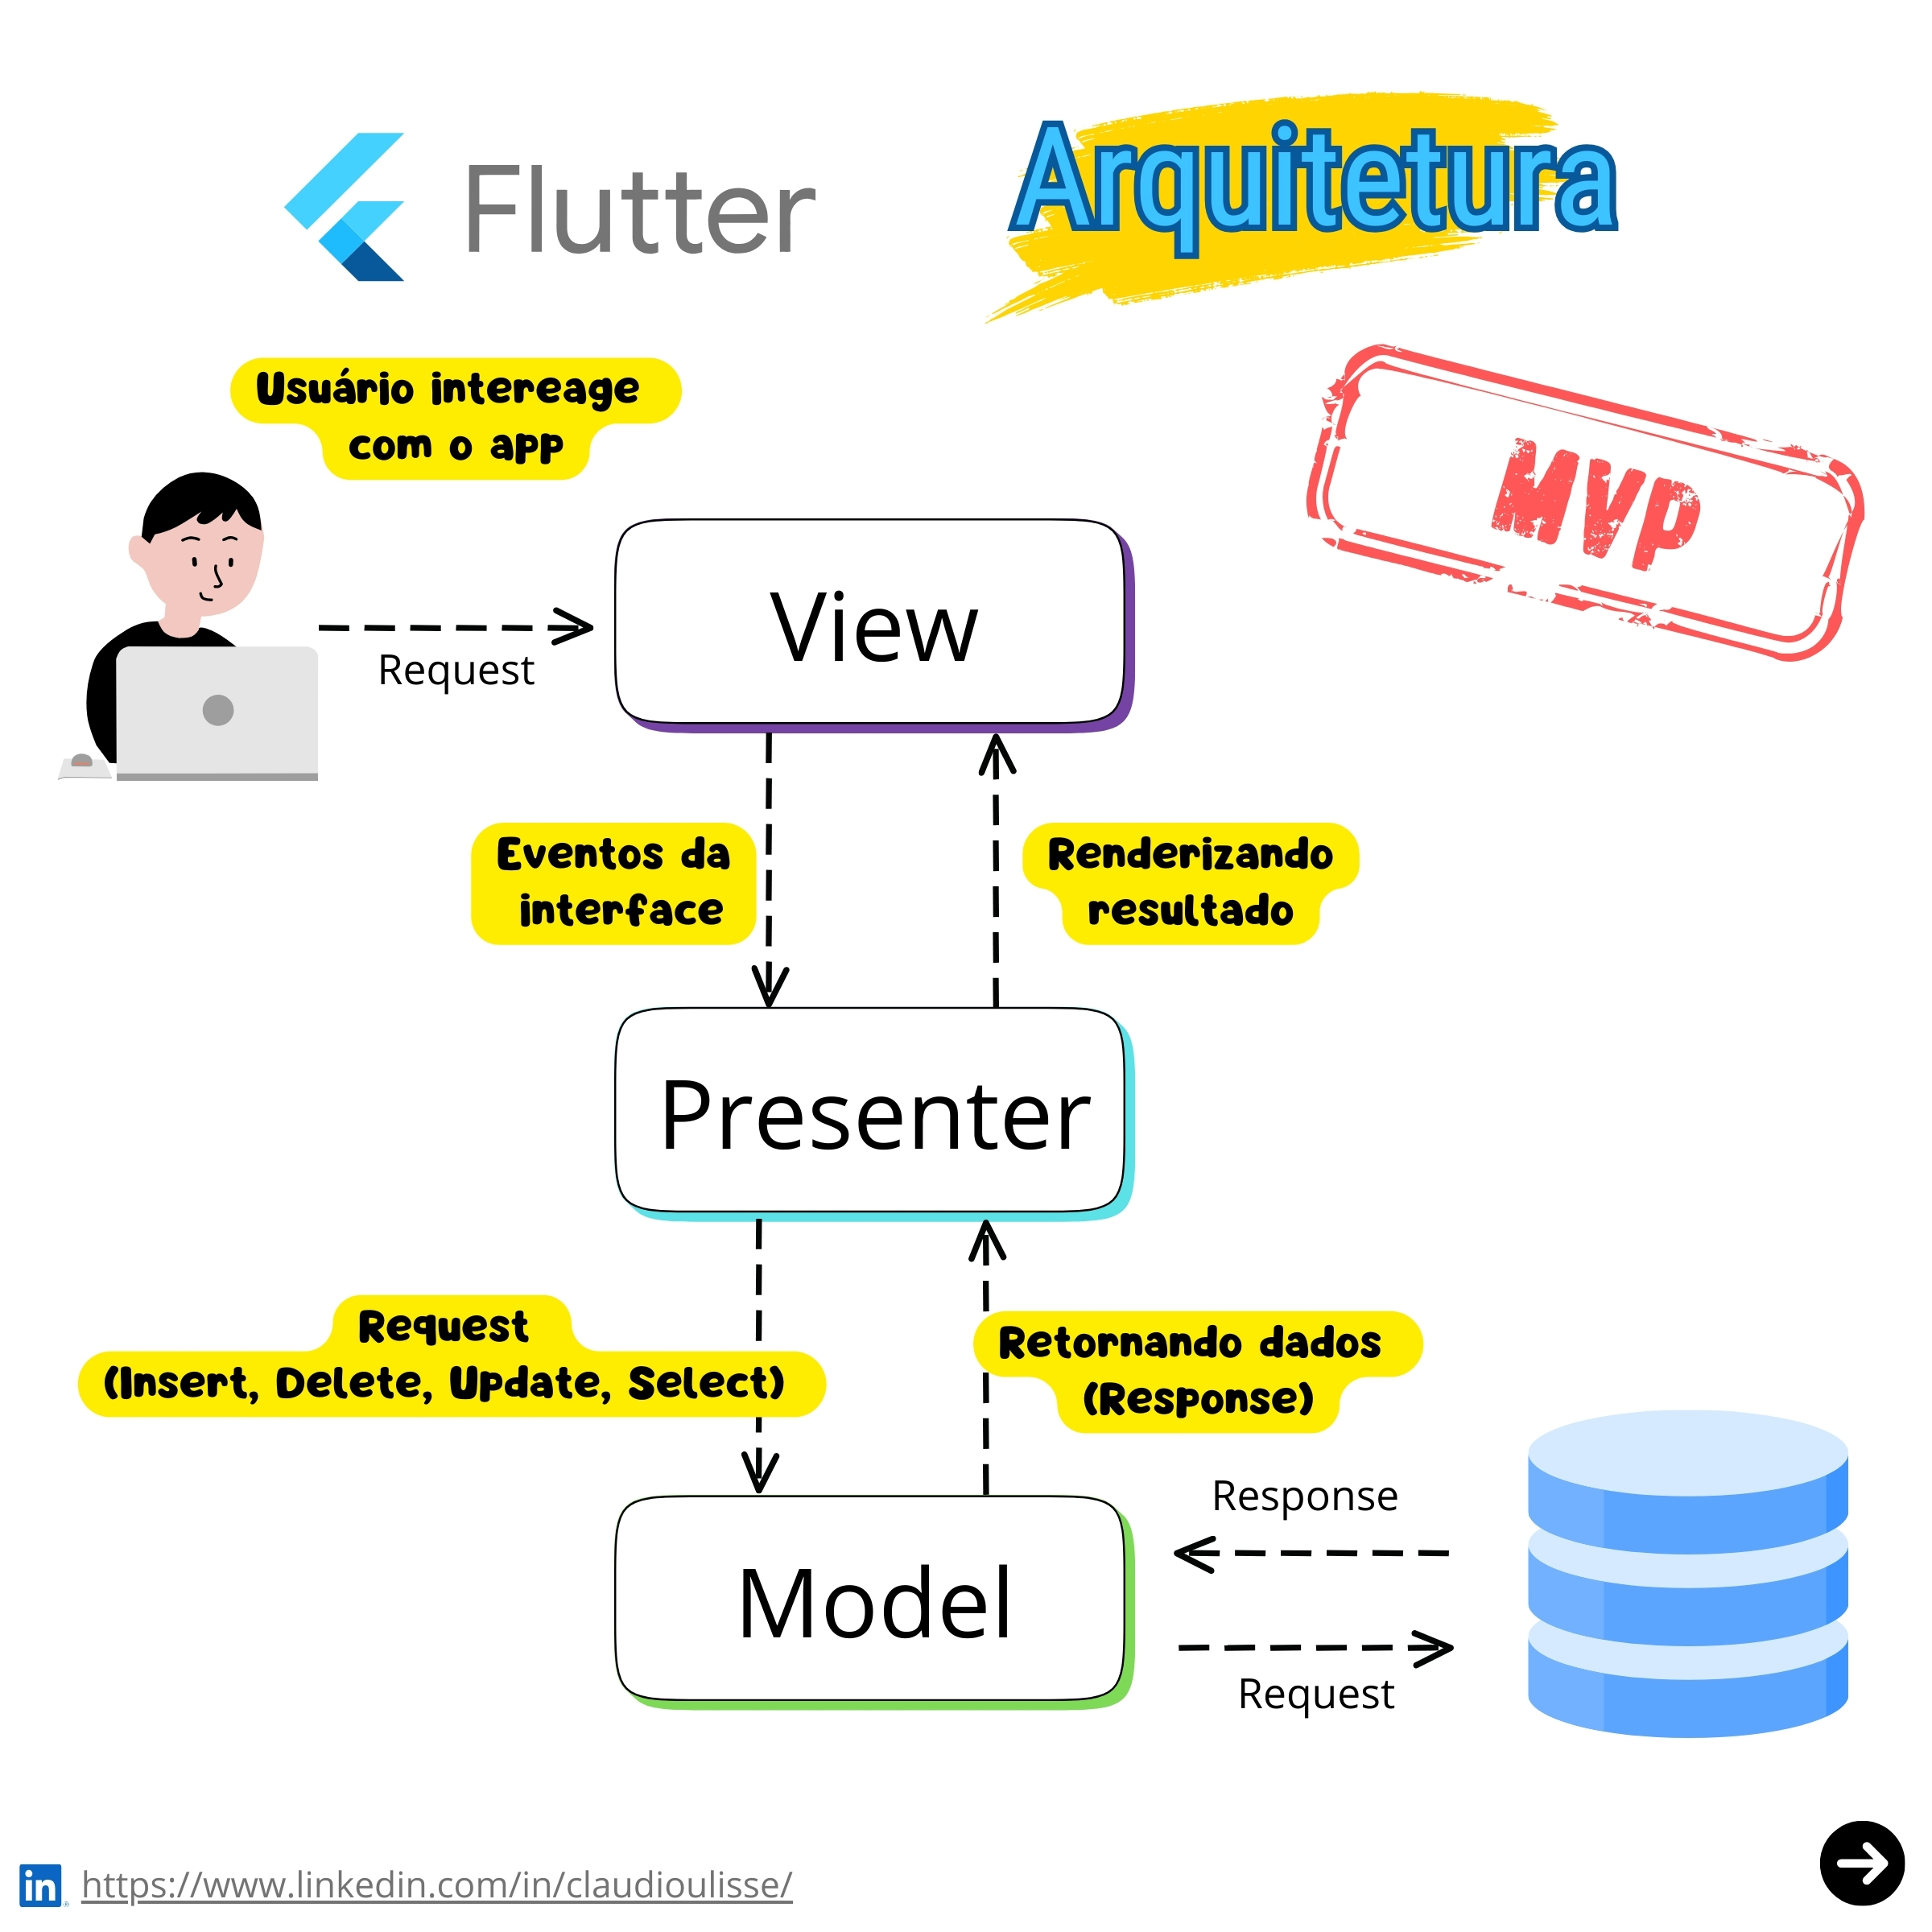 Flutter
Arquitetura
MVP
Usuário intereage
com o app
Request
View
Eventos da
interface
Renderizando
resultado
Presenter
Request
(Insert, Delete, Update, Select)
Retornando dados
(Response)
Model
Response
Request
in
https://www.linkedin.com/in/claudioulisse/